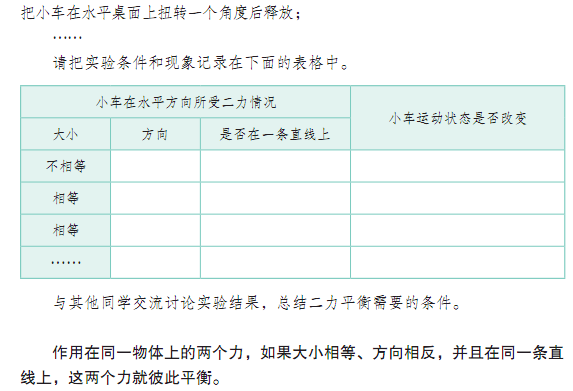 把小车在水平桌面上扭转一个角度后释放；
……
请把实验条件和现象记录在下面的表格中。
小车在水平方向所受二力情况
小车运动状态是否改变
大小 方向 是否在一条直线上
不相等
相等
相等
……
与其他同学交流讨论实验结果，总结二力平衡需要的条件。
作用在同一物体上的两个力，如果大小相等、方向相反，并且在同一条直
线上，这两个力就彼此平衡。